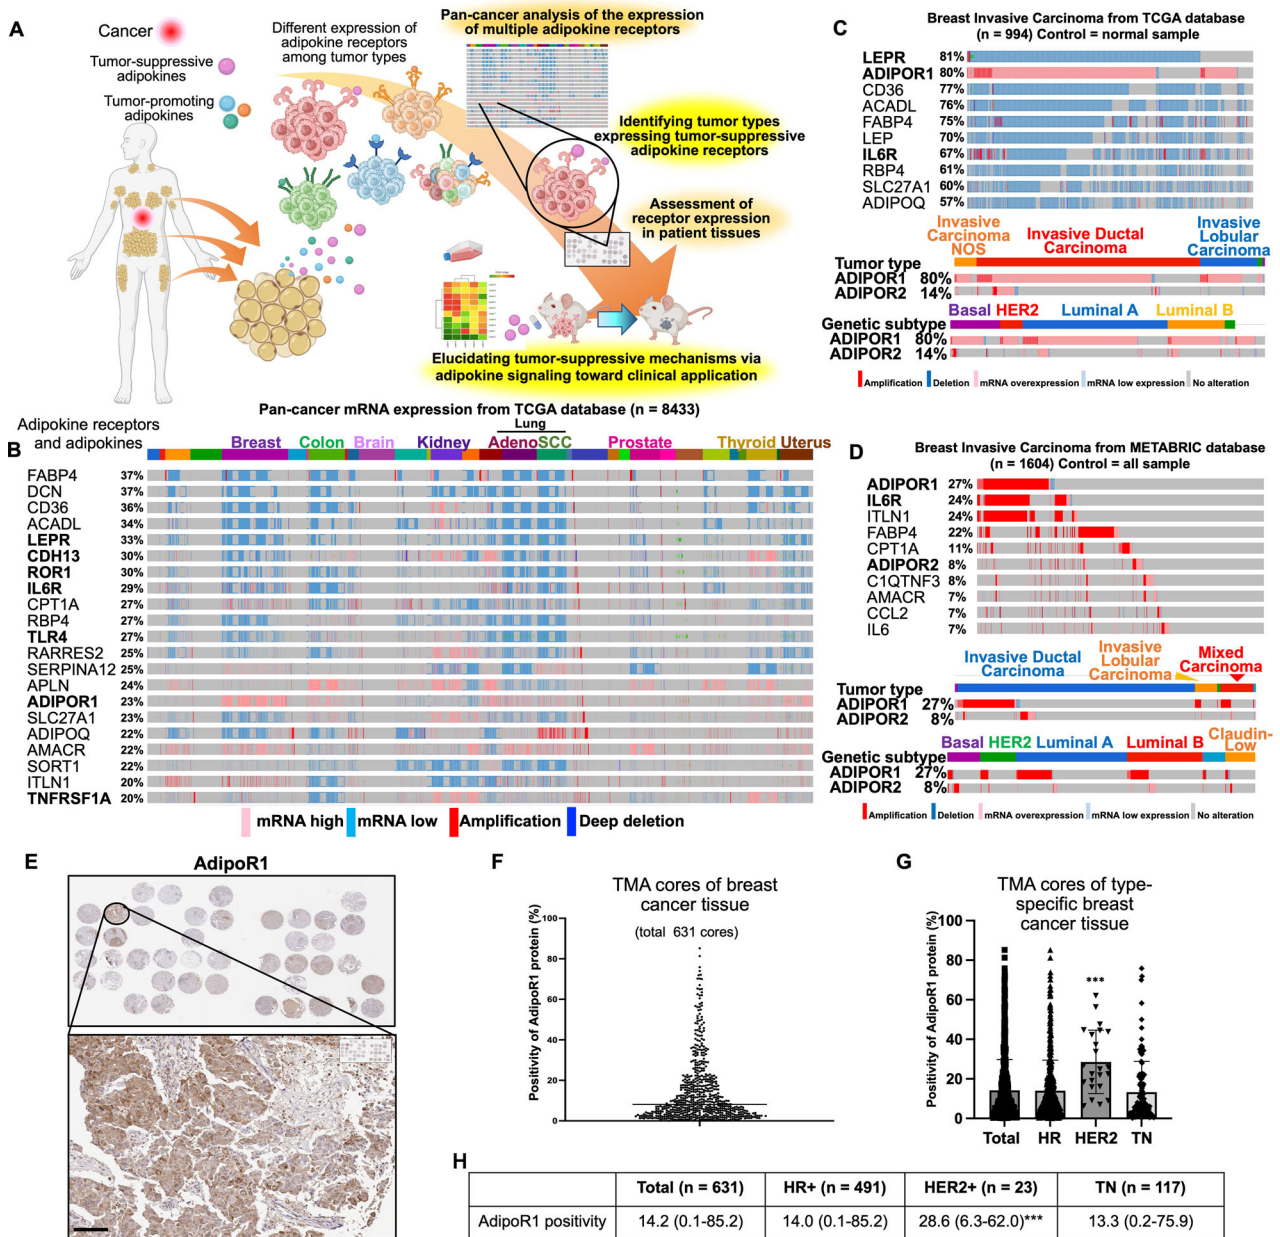 A
Cancer
Tumor-suppressive
adipokines
Tumor-promoting
adipokines
Different expression of
adipokine receptors
among tumor types
Pan-cancer analysis of the expression
of multiple adipokine receptors
Identifying tumor types
expressing tumor-suppressive
adipokine receptors
Assessment of
receptor expression
in patient tissues
Elucidating tumor-suppressive mechanisms via
adipokine signaling toward clinical application
B
Pan-cancer mRNA expression from TCGA database (n = 8433)
Adipokine receptors
and adipokines
Lung
Breast Colon Brain Kidney Adeno SCC Prostate Thyroid Uterus
FABP4 37%
DCN 37%
CD36 36%
ACADL 34%
LEPR 33%
CDH13 30%
ROR1 30%
IL6R 29%
CPT1A 27%
RBP4 27%
TLR4 27%
RARRES2 25%
SERPINA12 25%
APLN 24%
ADIPOR1 23%
SLC27A1 23%
ADIPOQ 22%
AMACR 22%
SORT1 22%
ITLN1 20%
TNFRSF1A 20%
mRNA high mRNA low Amplification Deep deletion
C
Breast Invasive Carcinoma from TCGA database
(n = 994) Control = normal sample
LEPR 81%
ADIPOR1 80%
CD36 77%
ACADL 76%
FABP4 75%
LEP 70%
IL6R 67%
RBP4 61%
SLC27A1 60%
ADIPOQ 57%
Invasive
Carcinoma
NOS
Invasive Ductal
Carcinoma
Invasive
Lobular
Carcinoma
Tumor type
ADIPOR1 80%
ADIPOR2 14%
Basal HER2 Luminal A Luminal B
Genetic subtype
ADIPOR1 80%
ADIPOR2 14%
Amplification Deletion mRNA overexpression mRNA low expression No alteration
D
Breast Invasive Carcinoma from METABRIC database
(n = 1604) Control = all sample
ADIPOR1 27%
IL6R 24%
ITLN1 24%
FABP4 22%
CPT1A 11%
ADIPOR2 8%
C1QTNF3 8%
AMACR 7%
CCL2 7%
IL6 7%
Invasive Ductal
Carcinoma
Invasive
Lobular
Carcinoma
Mixed
Carcinoma
Tumor type
ADIPOR1 27%
ADIPOR2 8%
Basal HER2 Luminal A Luminal B Claudin-
Low
Genetic subtype
ADIPOR1 27%
ADIPOR2 8%
Amplification Deletion mRNA overexpression mRNA low expression No alteration
E
AdipoR1
F
TMA cores of breast
cancer tissue
(total 631 cores)
Positivity of AdipoR1 protein (%)
100
80
60
40
20
0
G
TMA cores of type-
specific breast
cancer tissue
Positivity of AdipoR1 protein (%)
100
80
60
40
20
0
***
Total HR HER2 TN
H
Total (n = 631) HR+ (n = 491) HER2+ (n = 23) TN (n = 117)
AdipoR1 positivity 14.2 (0.1-85.2) 14.0 (0.1-85.2) 28.6 (6.3-62.0)*** 13.3 (0.2-75.9)